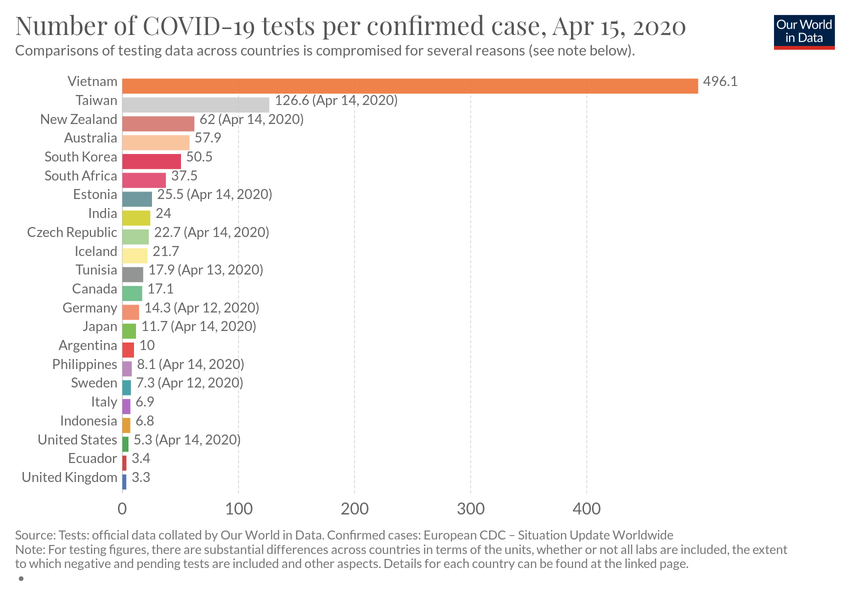 Number of COVID-19 tests per confirmed case, Apr 15, 2020
Our World
in Data
Comparisons of testing data across countries is compromised for several reasons (see note below).
Vietnam 496.1
Taiwan 126.6 (Apr 14, 2020)
New Zealand 62 (Apr 14, 2020)
Australia 57.9
South Korea 50.5
South Africa 37.5
Estonia 25.5 (Apr 14, 2020)
India 24
Czech Republic 22.7 (Apr 14, 2020)
Iceland 21.7
Tunisia 17.9 (Apr 13, 2020)
Canada 17.1
Germany 14.3 (Apr 12, 2020)
Japan 11.7 (Apr 14, 2020)
Argentina 10
Philippines 8.1 (Apr 14, 2020)
Sweden 7.3 (Apr 12, 2020)
Italy 6.9
Indonesia 6.8
United States 5.3 (Apr 14, 2020)
Ecuador 3.4
United Kingdom 3.3
0 100 200 300 400
Source: Tests: official data collated by Our World in Data. Confirmed cases: European CDC – Situation Update Worldwide
Note: For testing figures, there are substantial differences across countries in terms of the units, whether or not all labs are included, the extent
to which negative and pending tests are included and other aspects. Details for each country can be found at the linked page.
•